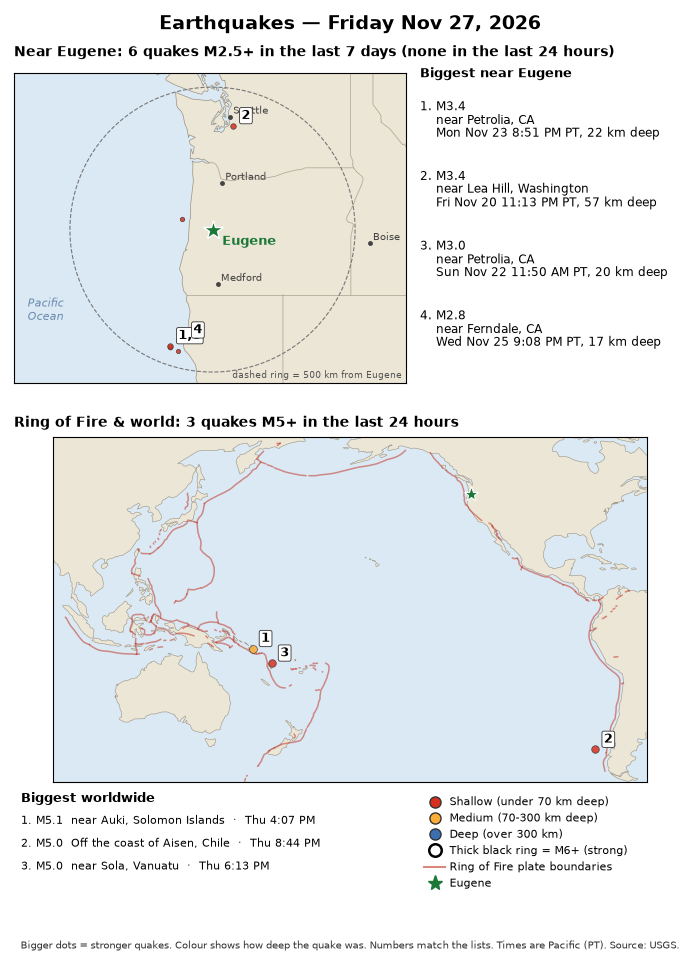 Earthquakes — Friday Nov 27, 2026
Near Eugene: 6 quakes M2.5+ in the last 7 days (none in the last 24 hours)
Seattle
2
Portland
Eugene
Boise
Medford
Pacific
Ocean
4
1,
dashed ring = 500 km from Eugene
Biggest near Eugene
1. M3.4
near Petrolia, CA
Mon Nov 23 8:51 PM PT, 22 km deep
2. M3.4
near Lea Hill, Washington
Fri Nov 20 11:13 PM PT, 57 km deep
3. M3.0
near Petrolia, CA
Sun Nov 22 11:50 AM PT, 20 km deep
4. M2.8
near Ferndale, CA
Wed Nov 25 9:08 PM PT, 17 km deep
Ring of Fire & world: 3 quakes M5+ in the last 24 hours
1
3
2
Biggest worldwide
1. M5.1 near Auki, Solomon Islands · Thu 4:07 PM
2. M5.0 Off the coast of Aisen, Chile · Thu 8:44 PM
3. M5.0 near Sola, Vanuatu · Thu 6:13 PM
Shallow (under 70 km deep)
Medium (70-300 km deep)
Deep (over 300 km)
Thick black ring = M6+ (strong)
Ring of Fire plate boundaries
Eugene
Bigger dots = stronger quakes. Colour shows how deep the quake was. Numbers match the lists. Times are Pacific (PT). Source: USGS.